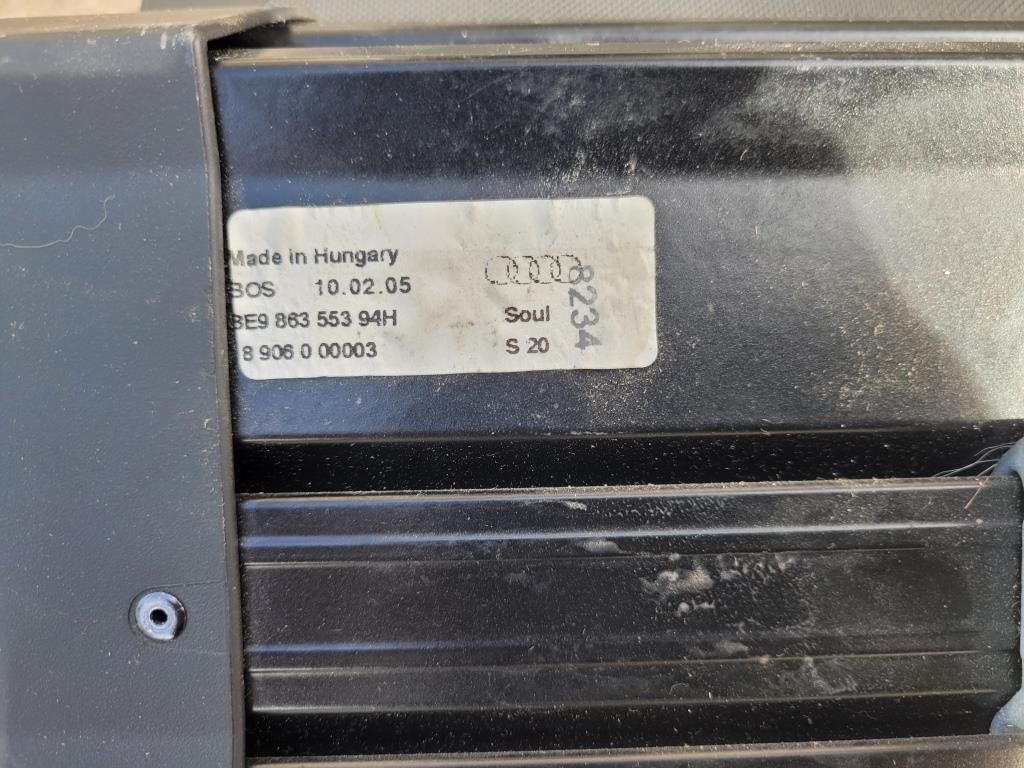 Made in Hungary
BOS 10.02.05
8E9 863 553 94H Soul
8 906 0 00003 S 20
8234